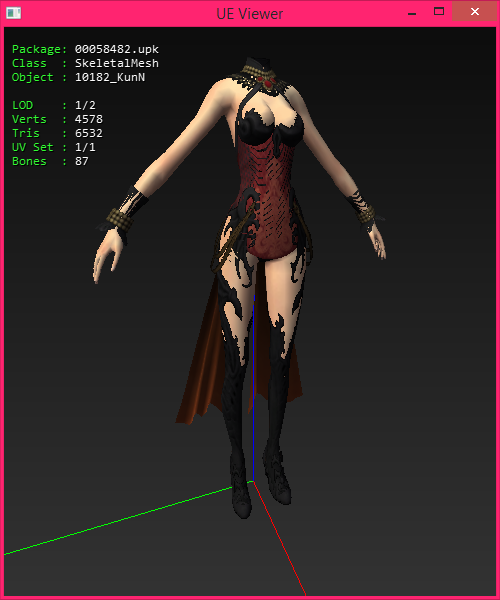 UE Viewer
Package: 00058482.upk
Class  : SkeletalMesh
Object : 10182_KunN
LOD    : 1/2
Verts  : 4578
Tris   : 6532
UV Set : 1/1
Bones  : 87